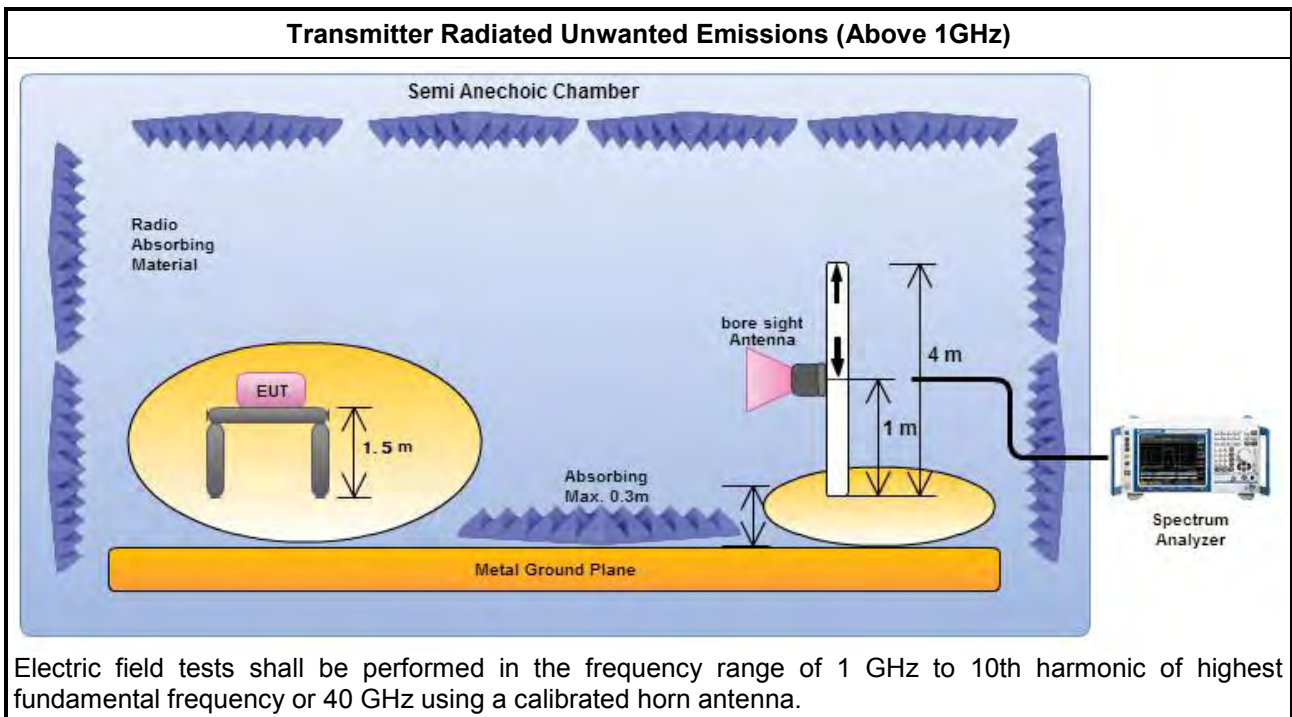 Transmitter Radiated Unwanted Emissions (Above 1GHz)
Semi Anechoic Chamber
Radio
Absorbing
Material
bore sight
Antenna
4 m
EUT
1.5 m
1 m
Absorbing
Max. 0.3m
Spectrum
Analyzer
Metal Ground Plane
Electric field tests shall be performed in the frequency range of 1 GHz to 10th harmonic of highest
fundamental frequency or 40 GHz using a calibrated horn antenna.